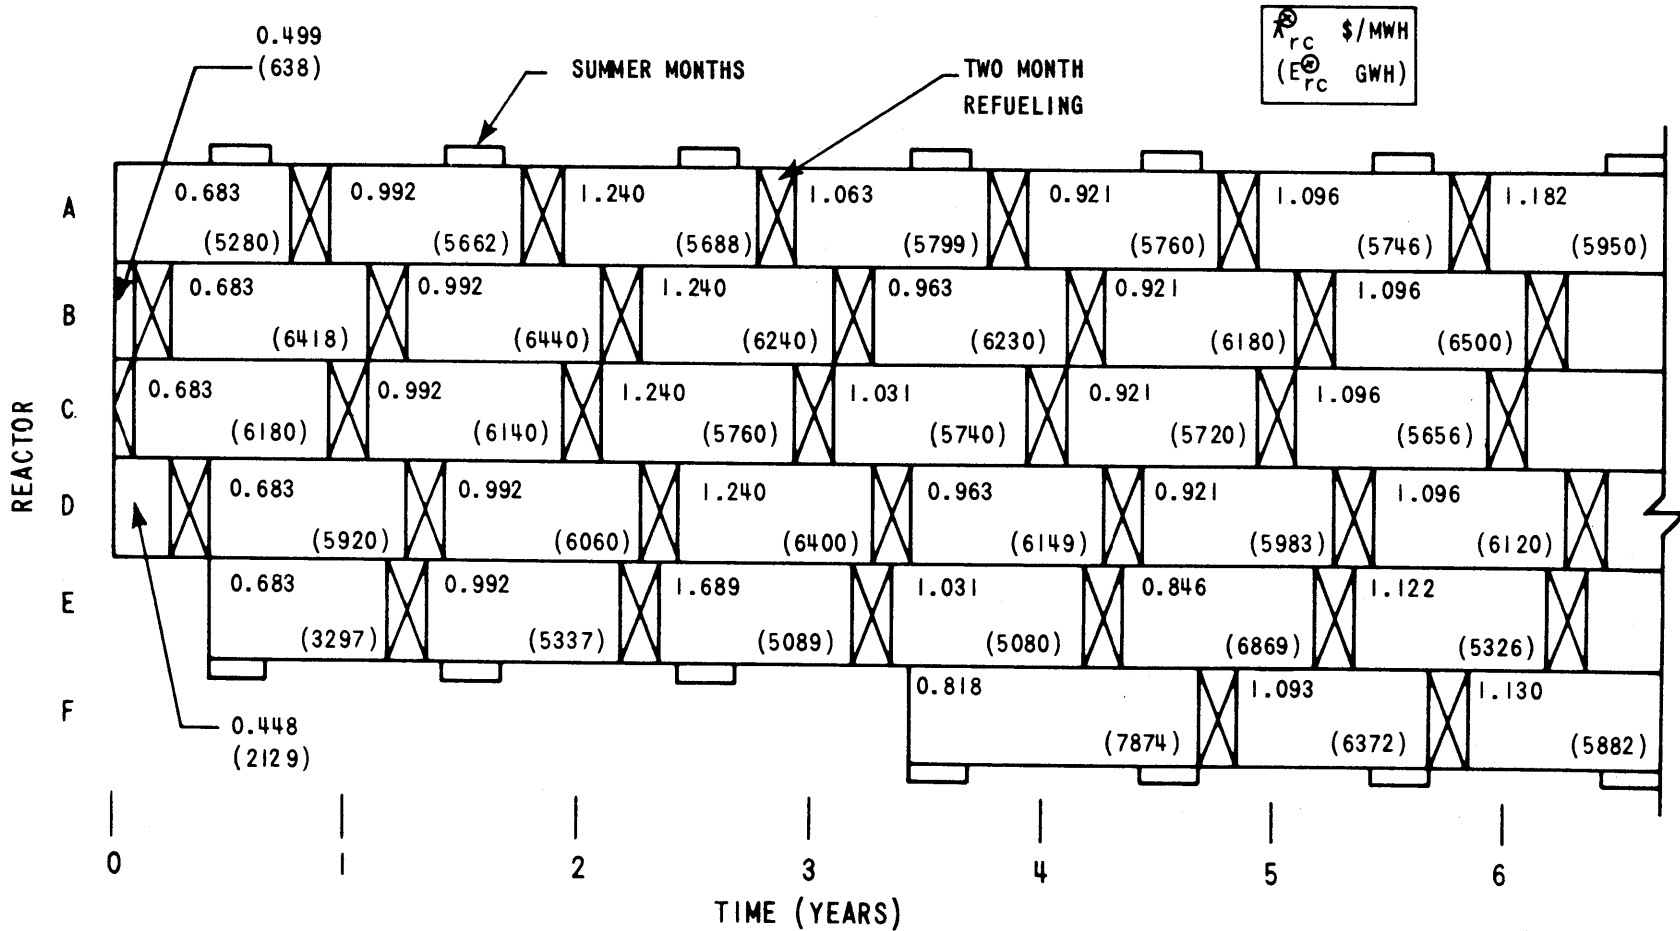 0.499
(638)
SUMMER MONTHS
TWO MONTH
REFUELING
λ⊗rc $/MWH
(E⊗rc GWH)
A
0.683 0.992 1.240 1.063 0.921 1.096 1.182
(5280) (5662) (5688) (5799) (5760) (5746) (5950)
B
0.683 0.992 1.240 0.963 0.921 1.096
(6418) (6440) (6240) (6230) (6180) (6500)
C
0.683 0.992 1.240 1.031 0.921 1.096
(6180) (6140) (5760) (5740) (5720) (5656)
D
0.683 0.992 1.240 0.963 0.921 1.096
(5920) (6060) (6400) (6149) (5983) (6120)
E
0.683 0.992 1.689 1.031 0.846 1.122
(3297) (5337) (5089) (5080) (6869) (5326)
F
0.818 1.093 1.130
(7874) (6372) (5882)
REACTOR
0.448
(2129)
0 1 2 3 4 5 6
TIME (YEARS)